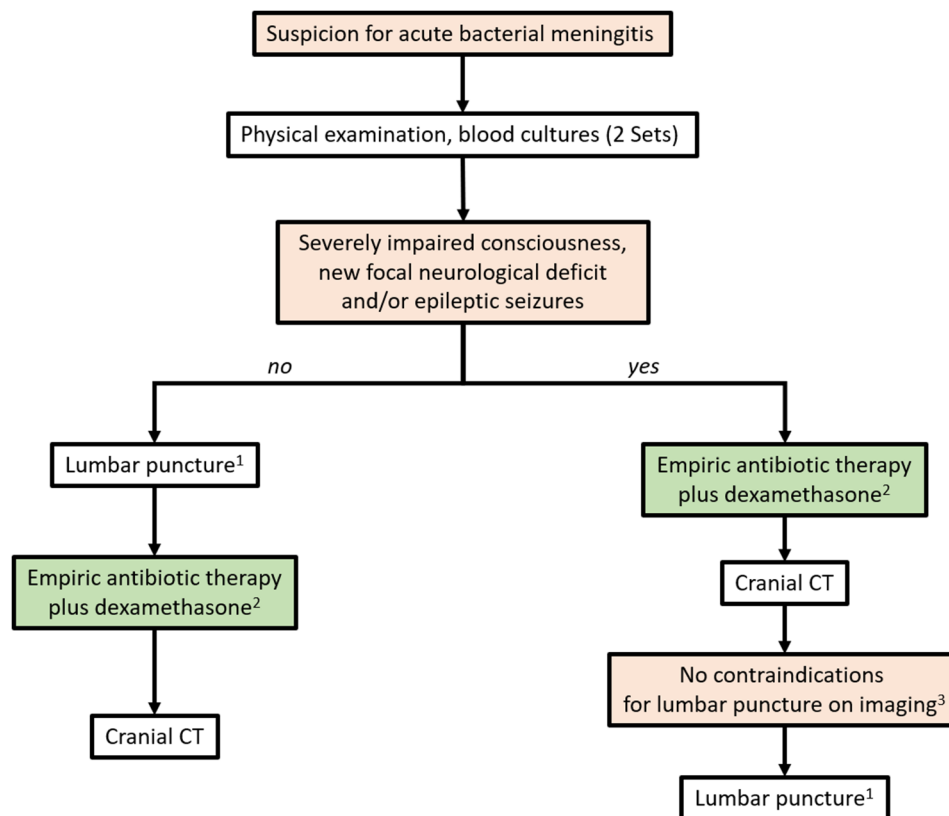 Suspicion for acute bacterial meningitis
Physical examination, blood cultures (2 Sets)
Severely impaired consciousness,
new focal neurological deficit
and/or epileptic seizures
no
yes
Lumbar puncture¹
Empiric antibiotic therapy
plus dexamethasone²
Cranial CT
Empiric antibiotic therapy
plus dexamethasone²
Cranial CT
No contraindications
for lumbar puncture on imaging³
Lumbar puncture¹